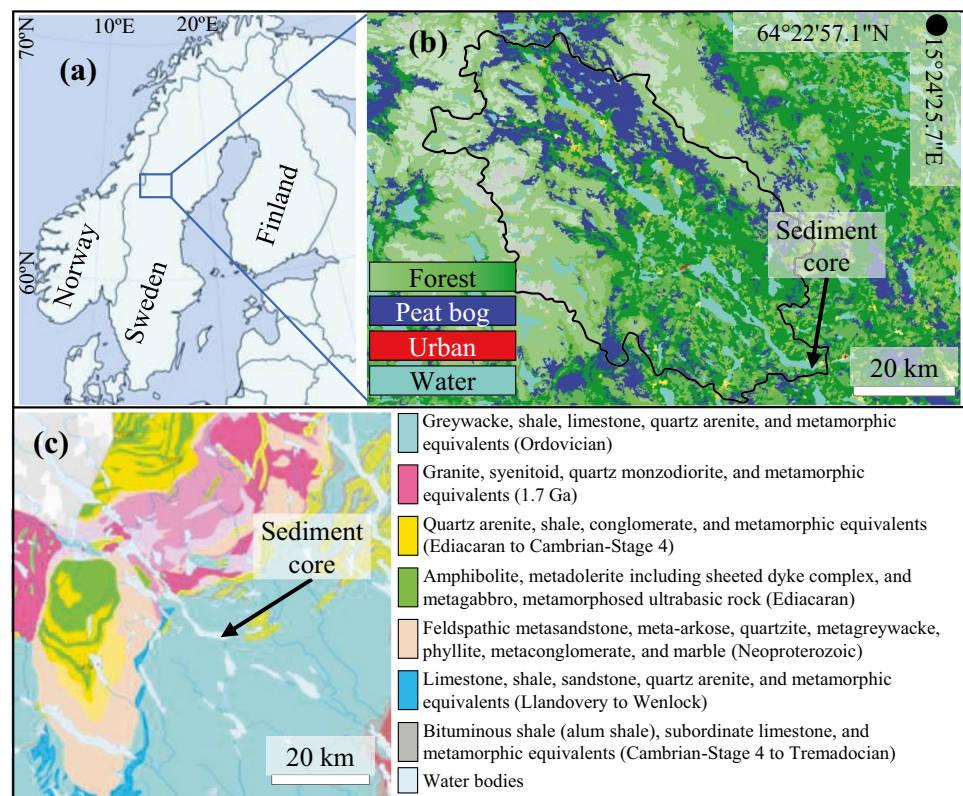 10ºE
20ºE
70ºN
(a)
60ºN
Norway
Sweden
Finland
(b)
64°22'57.1"N
15°24'25.7"E
Sediment
core
Forest
Peat bog
Urban
Water
20 km
(c)
Sediment
core
20 km
Greywacke, shale, limestone, quartz arenite, and metamorphic
equivalents (Ordovician)
Granite, syenitoid, quartz monzodiorite, and metamorphic
equivalents (1.7 Ga)
Quartz arenite, shale, conglomerate, and metamorphic equivalents
(Ediacaran to Cambrian-Stage 4)
Amphibolite, metadolerite including sheeted dyke complex, and
metagabbro, metamorphosed ultrabasic rock (Ediacaran)
Feldspathic metasandstone, meta-arkose, quartzite, metagreywacke,
phyllite, metaconglomerate, and marble (Neoproterozoic)
Limestone, shale, sandstone, quartz arenite, and metamorphic
equivalents (Llandovery to Wenlock)
Bituminous shale (alum shale), subordinate limestone, and
metamorphic equivalents (Cambrian-Stage 4 to Tremadocian)
Water bodies